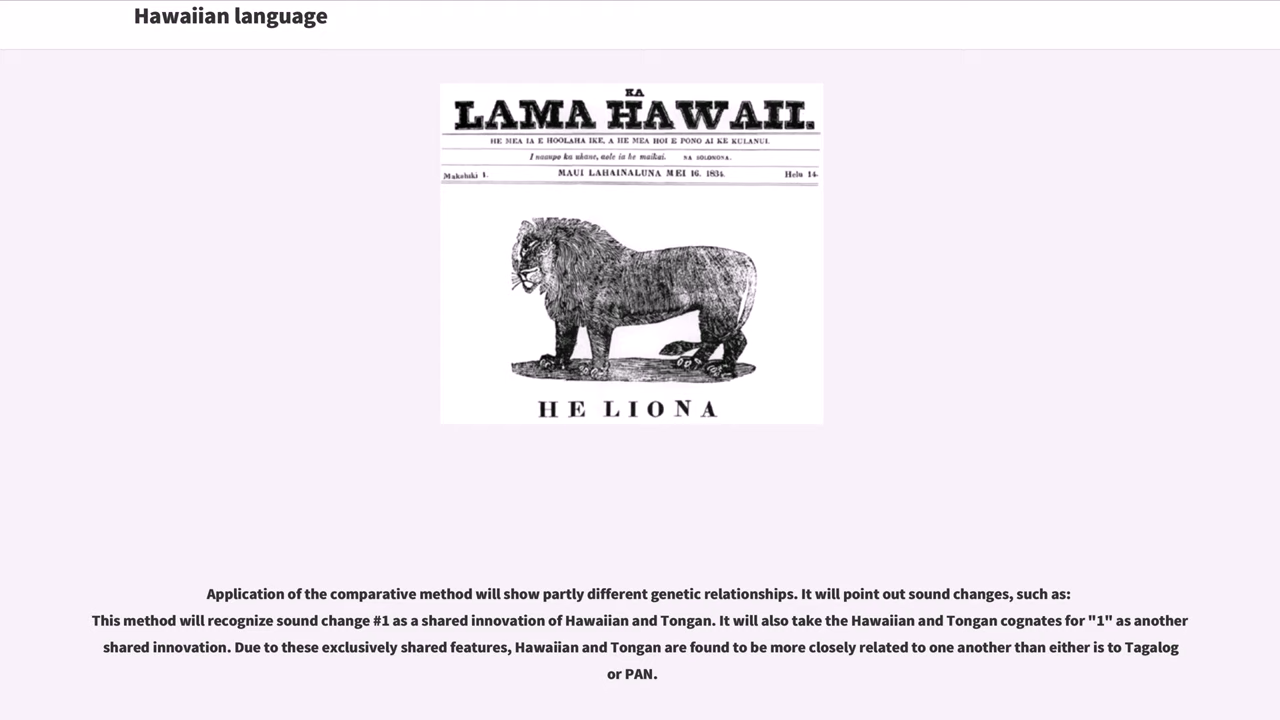 Hawaiian language
KA
LAMA HAWAII.
HE MEA IA E HOOLAHA IKE, A HE MEA HOI E PONO AI KE KULANUI.
I naaupo ka uhane, aole ia he maikai. NA SOLOMONA.
Makahiki 1. MAUI LAHAINALUNA MEI 16. 1834. Helu 14.
HE LIONA
Application of the comparative method will show partly different genetic relationships. It will point out sound changes, such as:
This method will recognize sound change #1 as a shared innovation of Hawaiian and Tongan. It will also take the Hawaiian and Tongan cognates for "1" as another
shared innovation. Due to these exclusively shared features, Hawaiian and Tongan are found to be more closely related to one another than either is to Tagalog
or PAN.